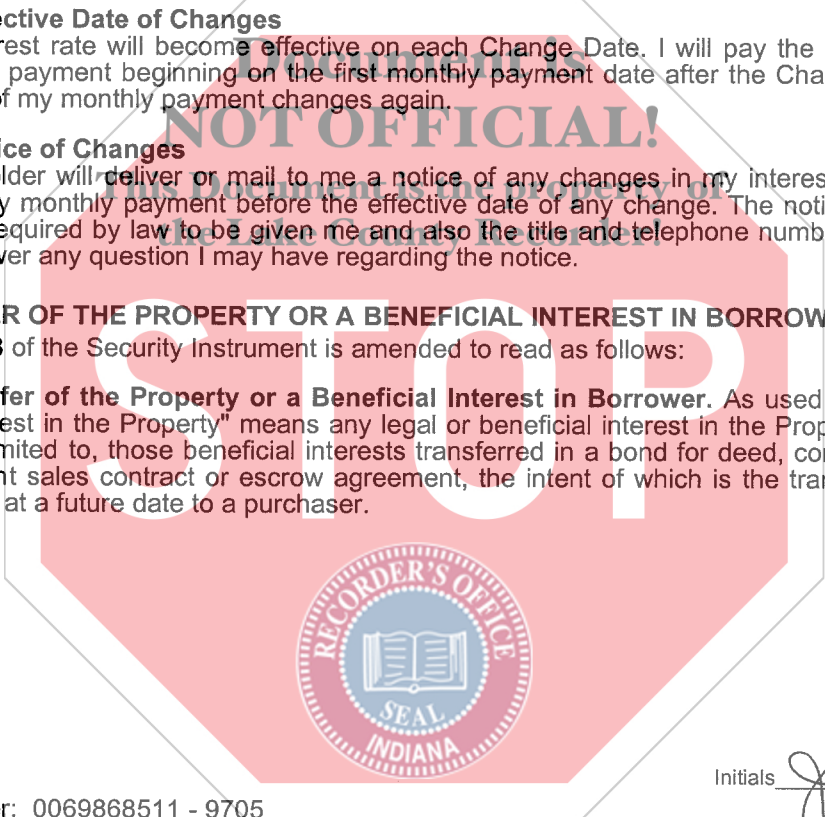 ective Date of Changes
rest rate will become effective on each Change Date. I will pay the
payment beginning on the first monthly payment date after the Cha
f my monthly payment changes again.
Document is
NOT OFFICIAL!
This Document is the property of
the Lake County Recorder!
ice of Changes
lder will deliver or mail to me a notice of any changes in my interes
y monthly payment before the effective date of any change. The noti
equired by law to be given me and also the title and telephone numb
ver any question I may have regarding the notice.
R OF THE PROPERTY OR A BENEFICIAL INTEREST IN BORROW
of the Security Instrument is amended to read as follows:
fer of the Property or a Beneficial Interest in Borrower. As used
est in the Property" means any legal or beneficial interest in the Prop
mited to, those beneficial interests transferred in a bond for deed, co
nt sales contract or escrow agreement, the intent of which is the tra
at a future date to a purchaser.
STOP
RECORDER'S OFFICE
SEAL
INDIANA
Initials
r: 0069868511 - 9705